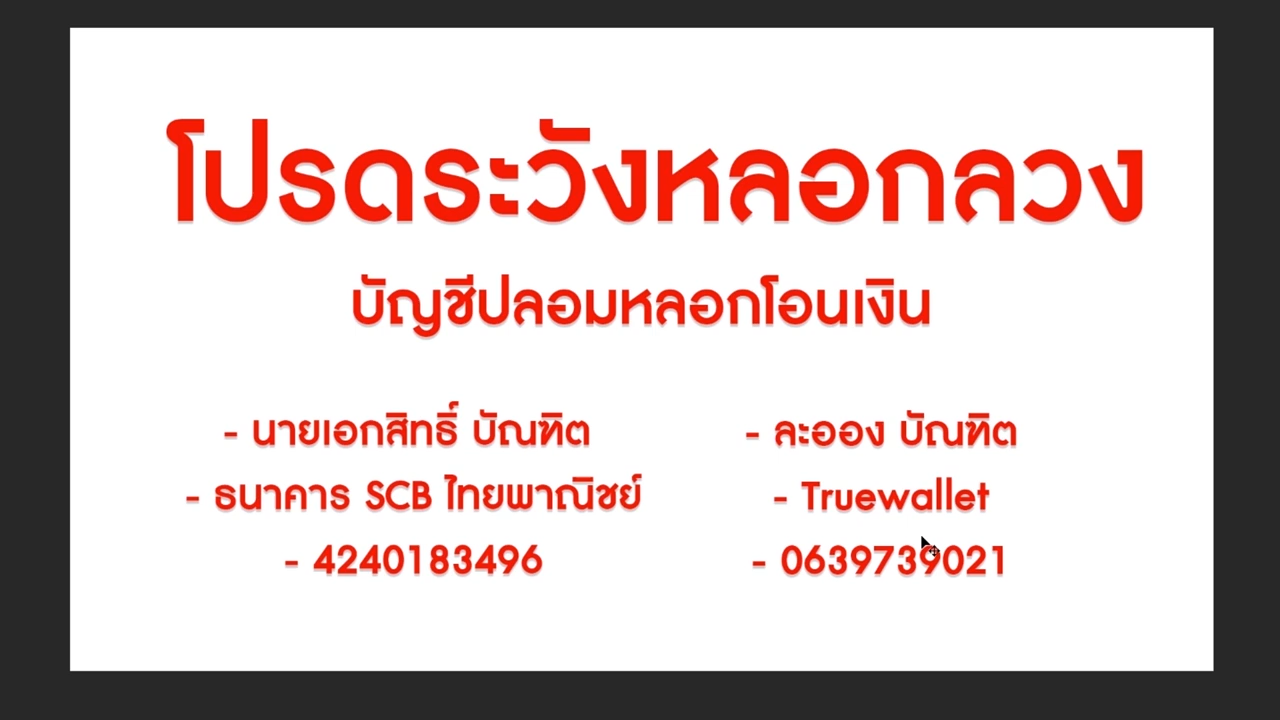 โปรดระวังหลอกลวง
บัญชีปลอมหลอกโอนเงิน
- นายเอกสิทธิ์ บัณฑิต
- ธนาคาร SCB ไทยพาณิชย์
- 4240183496
- ละออง บัณฑิต
- Truewallet
- 0639739021